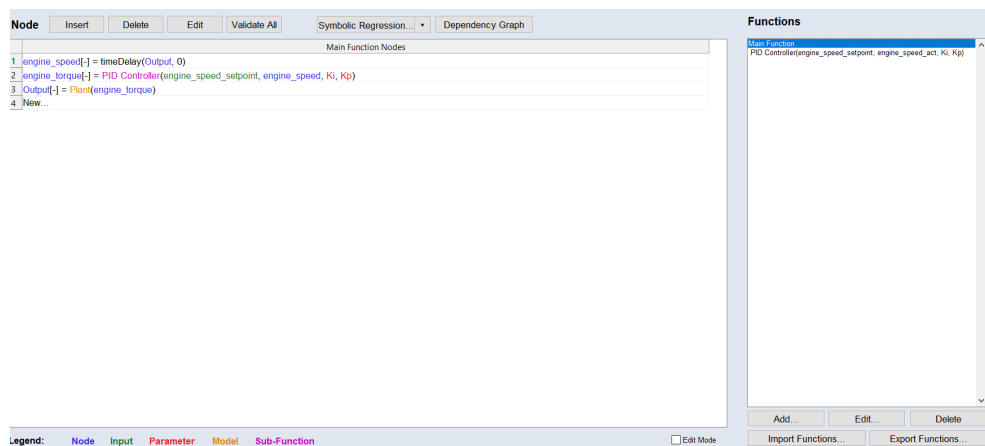 Node Insert Delete Edit Validate All Symbolic Regression... Dependency Graph
Main Function Nodes
1 engine_speed[-] = timeDelay(Output, 0)
2 engine_torque[-] = PID Controller(engine_speed_setpoint, engine_speed, Ki, Kp)
3 Output[-] = Plant(engine_torque)
4 New...
Legend: Node Input Parameter Model Sub-Function Edit Mode
Functions
Main Function
PID Controller(engine_speed_setpoint, engine_speed_act, Ki, Kp)
Add... Edit... Delete
Import Functions... Export Functions...